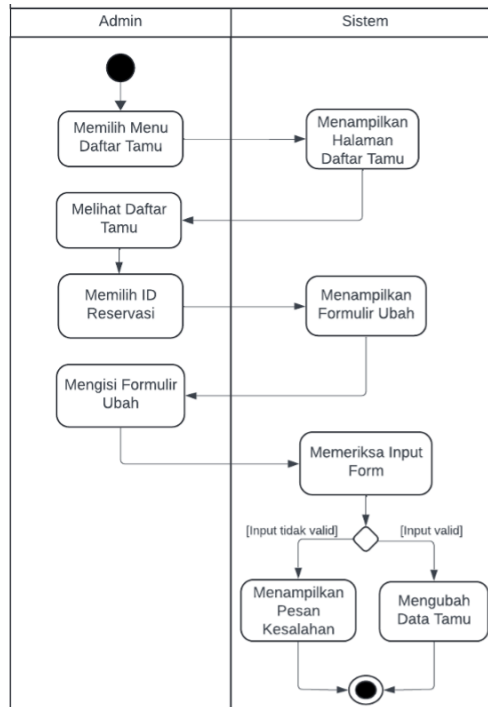 Admin
Sistem
Memilih Menu
Daftar Tamu
Menampilkan
Halaman
Daftar Tamu
Melihat Daftar
Tamu
Memilih ID
Reservasi
Menampilkan
Formulir Ubah
Mengisi Formulir
Ubah
Memeriksa Input
Form
[Input tidak valid]
[Input valid]
Menampilkan
Pesan
Kesalahan
Mengubah
Data Tamu